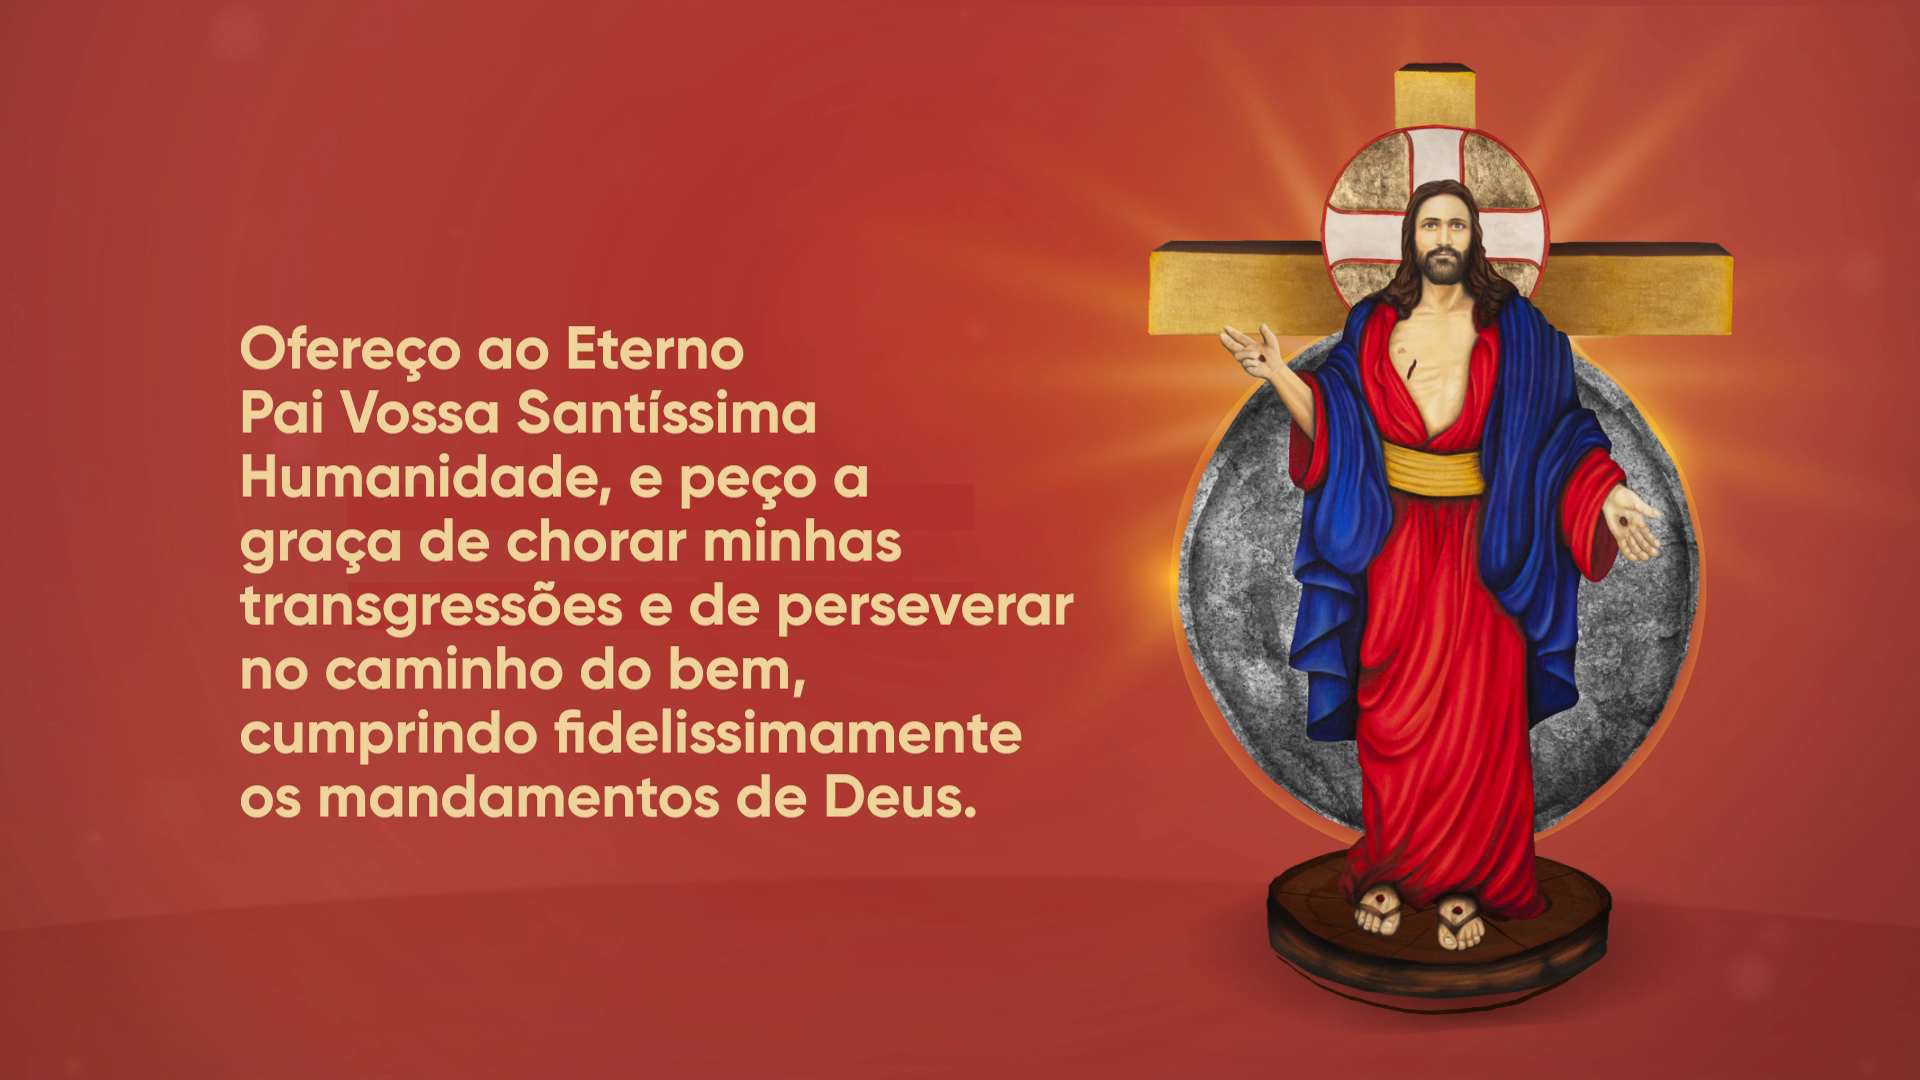 Ofereço ao Eterno
Pai Vossa Santíssima
Humanidade, e peço a
graça de chorar minhas
transgressões e de perseverar
no caminho do bem,
cumprindo fidelissimamente
os mandamentos de Deus.